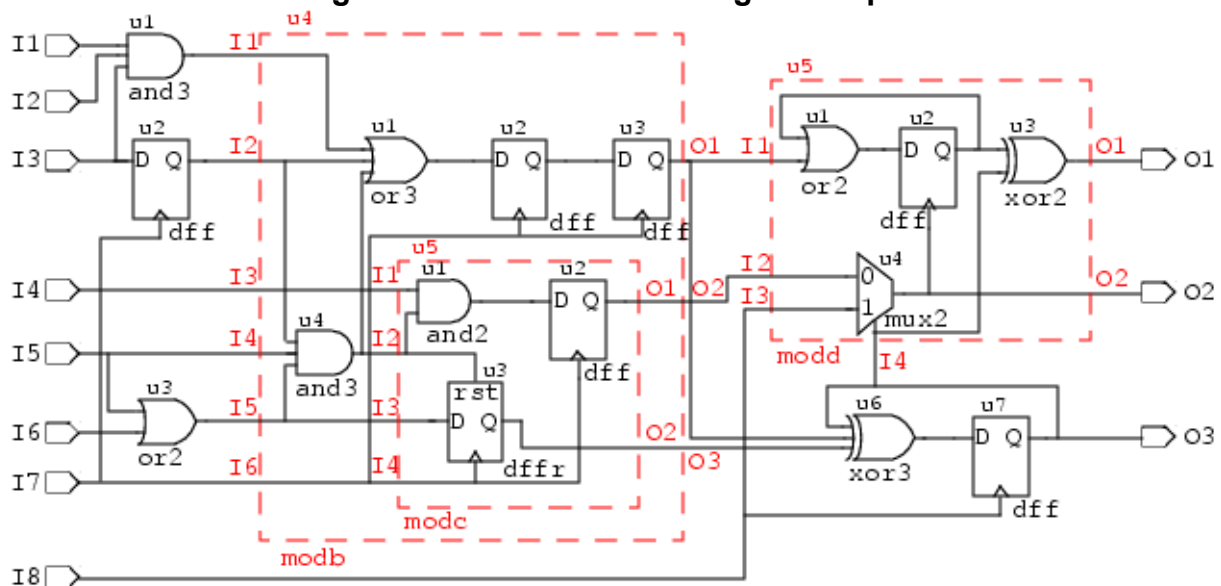 u1 u4
I1 I1 I1
u5
I2 and3 u1 u2 u3 u1 u2 u3
u2
I3 D Q I2 D Q D Q O1 I1 D Q O1 O1
or3 or2 xor2
dff dff dff dff
u5 I2 u4
I4 I3 I1 u1 u2 0
D Q O1 O2 I3 O2 O2
1
u4 and2 mux2
I5 I4 I2 modd
u3 and3 u3 dff I4
rst u6 u7
I6 I5 I3 D Q O2 D Q O3
or2 O3
dffr xor3
I7 I6 I4
dff
modc
modb
I8